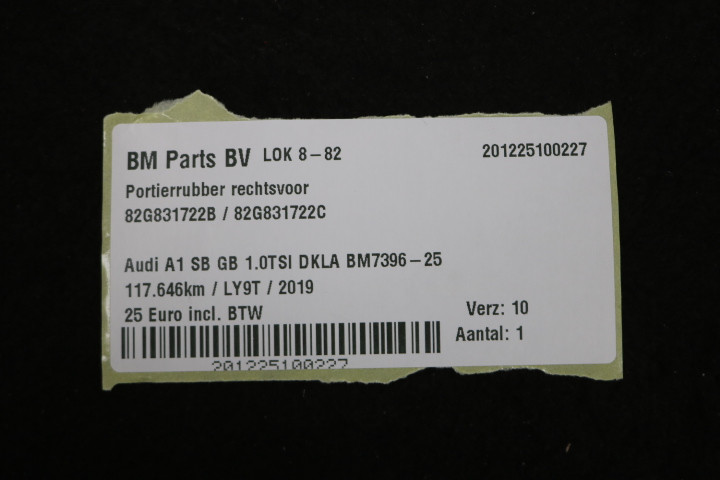 BM Parts BV LOK 8-82 201225100227
Portierrubber rechtsvoor
82G831722B / 82G831722C
Audi A1 SB GB 1.0TSI DKLA BM7396-25
117.646km / LY9T / 2019
25 Euro incl. BTW Verz: 10
Aantal: 1
201225100227